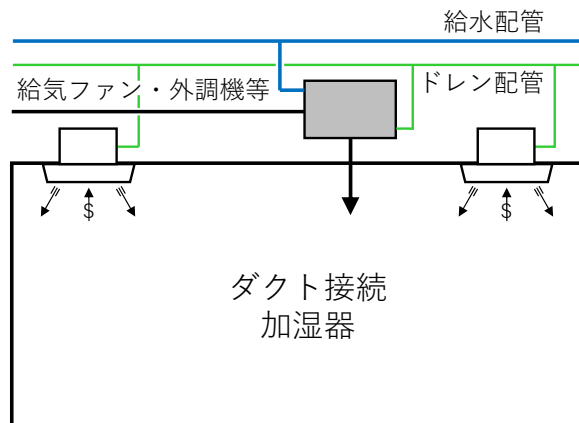 給水配管
給気ファン・外調機等
ドレン配管
$
$
ダクト接続
加湿器